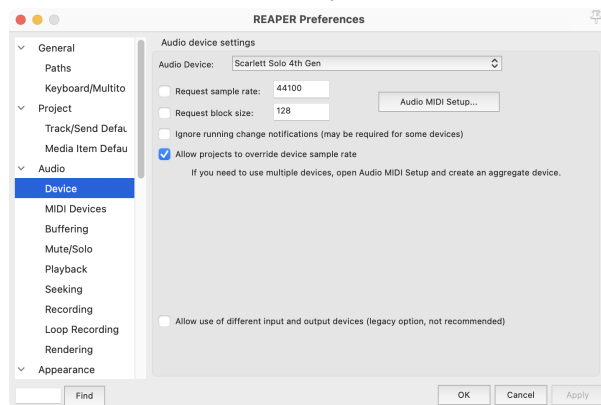 REAPER Preferences
General
Paths
Keyboard/Multito
Project
Track/Send Defau
Media Item Defau
Audio
Device
MIDI Devices
Buffering
Mute/Solo
Playback
Seeking
Recording
Loop Recording
Rendering
Appearance
Find
Audio device settings
Audio Device: Scarlett Solo 4th Gen
Request sample rate: 44100
Request block size: 128
Audio MIDI Setup...
Ignore running change notifications (may be required for some devices)
Allow projects to override device sample rate
If you need to use multiple devices, open Audio MIDI Setup and create an aggregate device.
Allow use of different input and output devices (legacy option, not recommended)
OK Cancel Apply